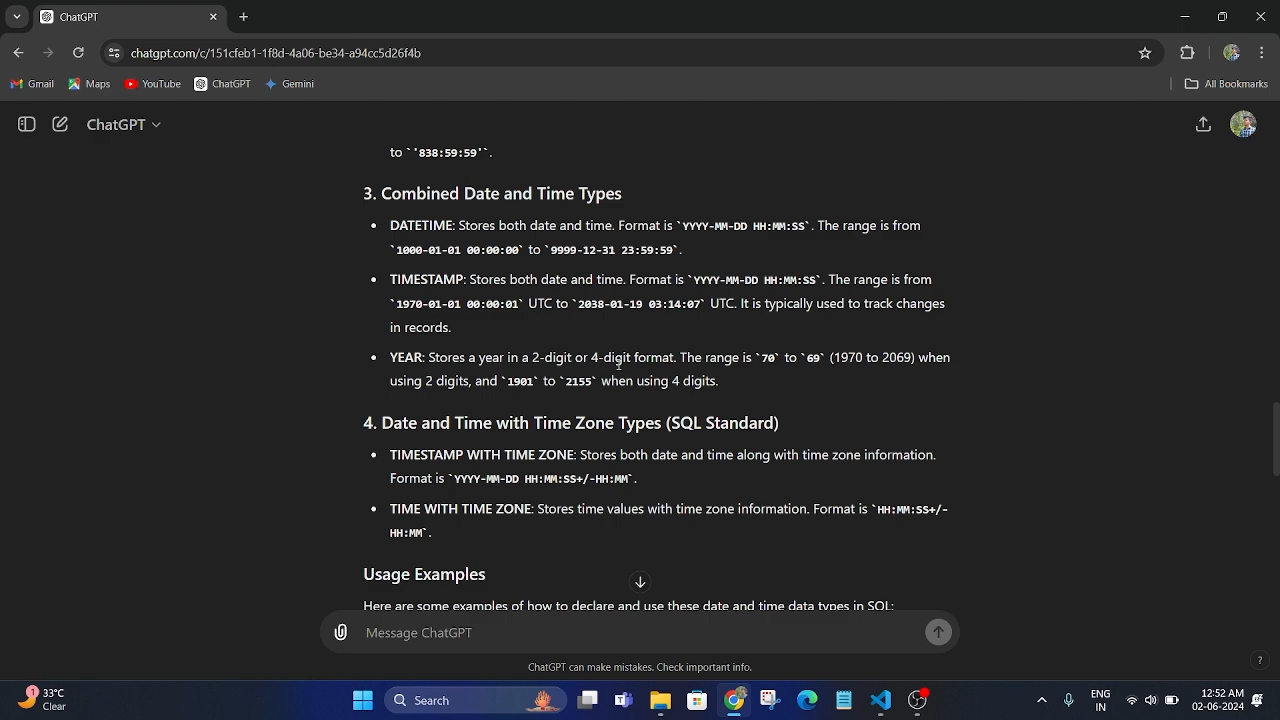 ChatGPT
chatgpt.com/c/151cfeb1-1f8d-4a06-be34-a94cc5d26f4b
Gmail Maps YouTube ChatGPT Gemini All Bookmarks
ChatGPT
to `'838:59:59'`.
3. Combined Date and Time Types
• DATETIME: Stores both date and time. Format is `YYYY-MM-DD HH:MM:SS`. The range is from
`1000-01-01 00:00:00` to `9999-12-31 23:59:59`.
• TIMESTAMP: Stores both date and time. Format is `YYYY-MM-DD HH:MM:SS`. The range is from
`1970-01-01 00:00:01` UTC to `2038-01-19 03:14:07` UTC. It is typically used to track changes
in records.
• YEAR: Stores a year in a 2-digit or 4-digit format. The range is `70` to `69` (1970 to 2069) when
using 2 digits, and `1901` to `2155` when using 4 digits.
4. Date and Time with Time Zone Types (SQL Standard)
• TIMESTAMP WITH TIME ZONE: Stores both date and time along with time zone information.
Format is `YYYY-MM-DD HH:MM:SS+/-HH:MM`.
• TIME WITH TIME ZONE: Stores time values with time zone information. Format is `HH:MM:SS+/-
HH:MM`.
Usage Examples
Here are some examples of how to declare and use these date and time data types in SQL:
Message ChatGPT
ChatGPT can make mistakes. Check important info.
?
1 33°C
Clear
Search
ENG
IN
12:52 AM
02-06-2024